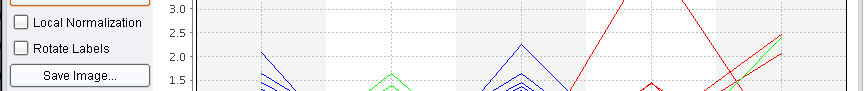 3.0
Local Normalization
2.5
Rotate Labels
2.0
Save Image...
1.5